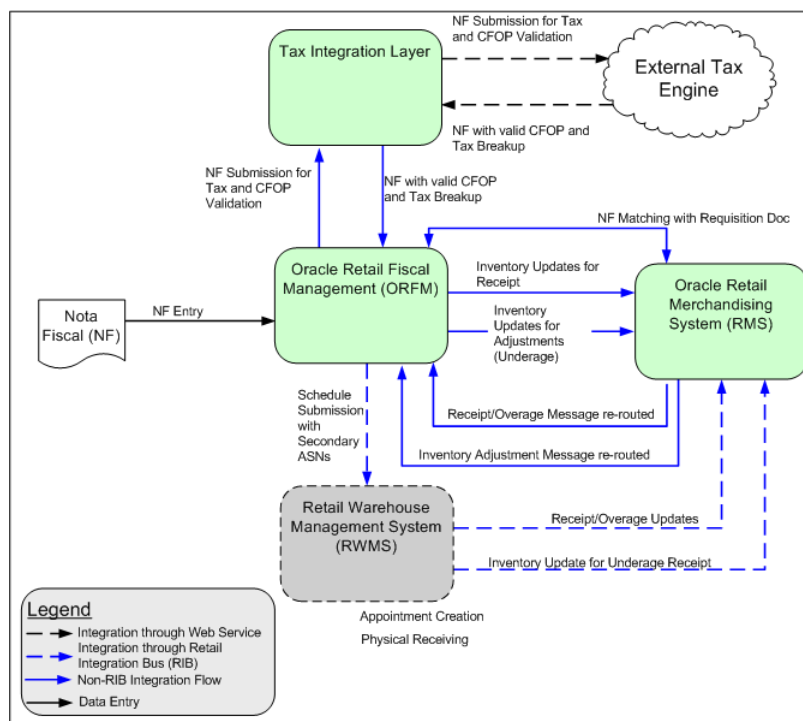 NF Submission for Tax
and CFOP Validation
Tax Integration Layer
External Tax
Engine
NF with valid CFOP and
Tax Breakup
NF Submission for
Tax and CFOP
Validation
NF with valid CFOP
and Tax Breakup
NF Matching with Requisition Doc
Oracle Retail Fiscal
Management (ORFM)
Inventory Updates for
Receipt
Oracle Retail
Merchandising
System (RMS)
Nota
Fiscal (NF)
NF Entry
Inventory
Updates for
Adjustments
(Underage)
Schedule
Submission
with
Secondary
ASNs
Receipt/Overage Message re-routed
Inventory Adjustment Message re-routed
Retail Warehouse
Management System
(RWMS)
Receipt/Overage Updates
Inventory Update for Underage Receipt
Appointment Creation
Physical Receiving
Legend
Integration through Web Service
Integration through Retail
Integration Bus (RIB)
Non-RIB Integration Flow
Data Entry